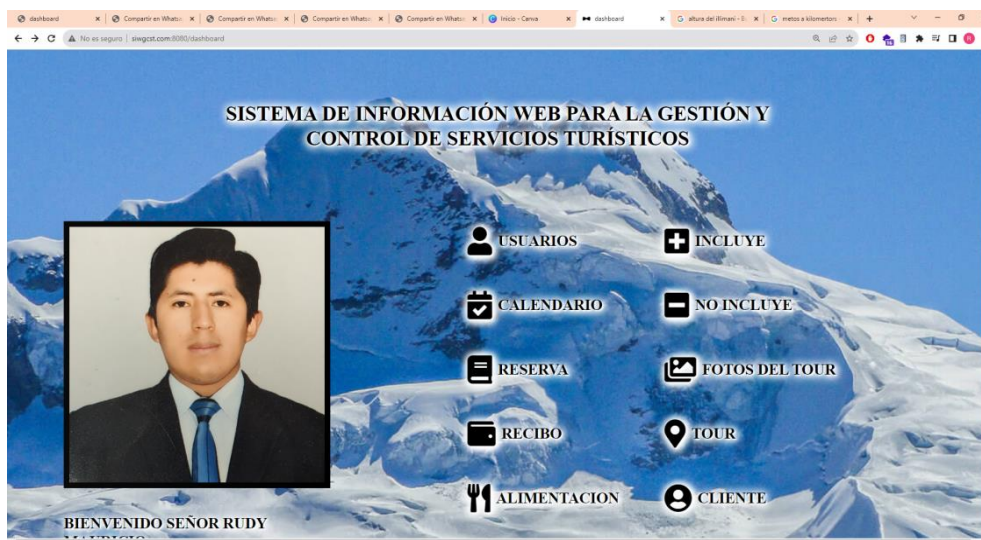 dashboard
Compartir en Whats
Compartir en Whats
Compartir en Whats
Compartir en Whats
Inicio - Canva
dashboard
altura del illimani - B
metos a kilomertors
No es seguro | siwgcst.com:8080/dashboard
SISTEMA DE INFORMACIÓN WEB PARA LA GESTIÓN Y
CONTROL DE SERVICIOS TURÍSTICOS
USUARIOS
INCLUYE
CALENDARIO
NO INCLUYE
RESERVA
FOTOS DEL TOUR
RECIBO
TOUR
ALIMENTACION
CLIENTE
BIENVENIDO SEÑOR RUDY
MAURICIO